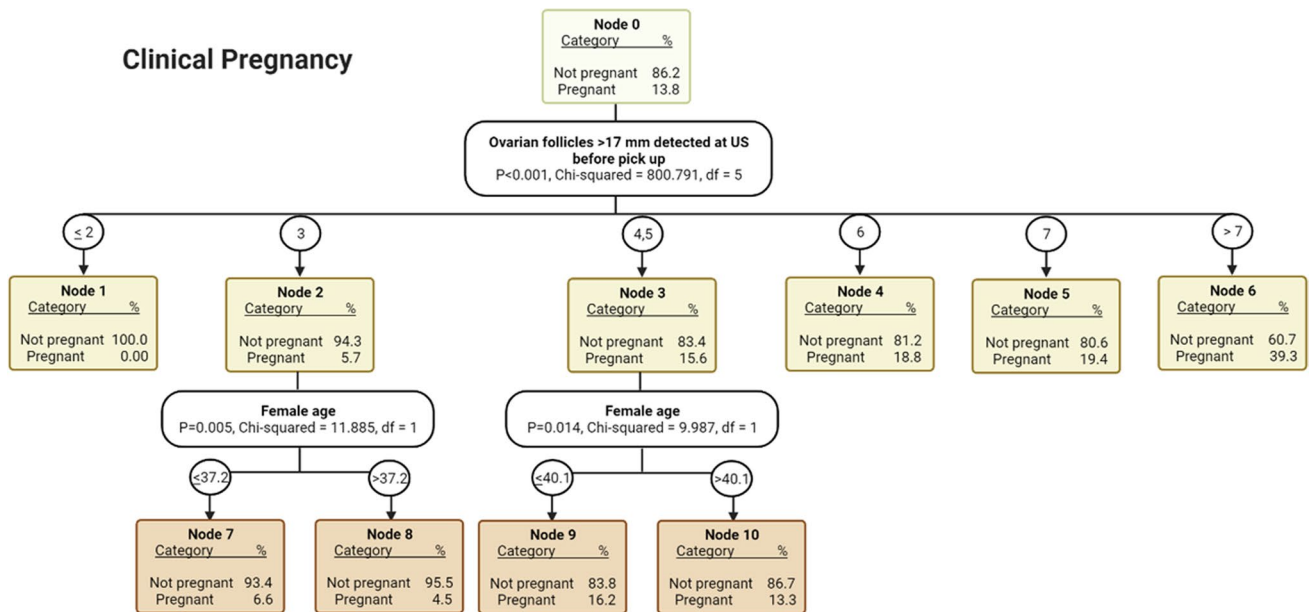 Clinical Pregnancy
Node 0
Category %
Not pregnant 86.2
Pregnant 13.8
Ovarian follicles >17 mm detected at US
before pick up
P<0.001, Chi-squared = 800.791, df = 5
≤ 2
3
4,5
6
7
> 7
Node 1
Category %
Not pregnant 100.0
Pregnant 0.00
Node 2
Category %
Not pregnant 94.3
Pregnant 5.7
Node 3
Category %
Not pregnant 83.4
Pregnant 15.6
Node 4
Category %
Not pregnant 81.2
Pregnant 18.8
Node 5
Category %
Not pregnant 80.6
Pregnant 19.4
Node 6
Category %
Not pregnant 60.7
Pregnant 39.3
Female age
P=0.005, Chi-squared = 11.885, df = 1
Female age
P=0.014, Chi-squared = 9.987, df = 1
≤37.2
>37.2
≤40.1
>40.1
Node 7
Category %
Not pregnant 93.4
Pregnant 6.6
Node 8
Category %
Not pregnant 95.5
Pregnant 4.5
Node 9
Category %
Not pregnant 83.8
Pregnant 16.2
Node 10
Category %
Not pregnant 86.7
Pregnant 13.3